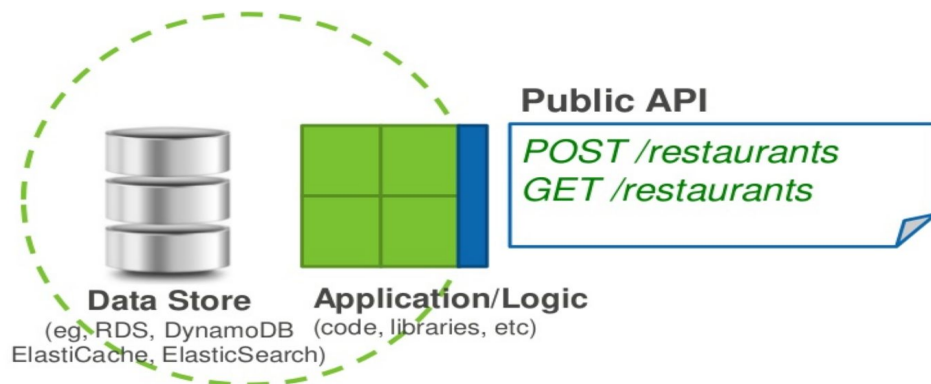 Public API
POST /restaurants
GET /restaurants
Data Store
(eg, RDS, DynamoDB
ElastiCache, ElasticSearch)
Application/Logic
(code, libraries, etc)